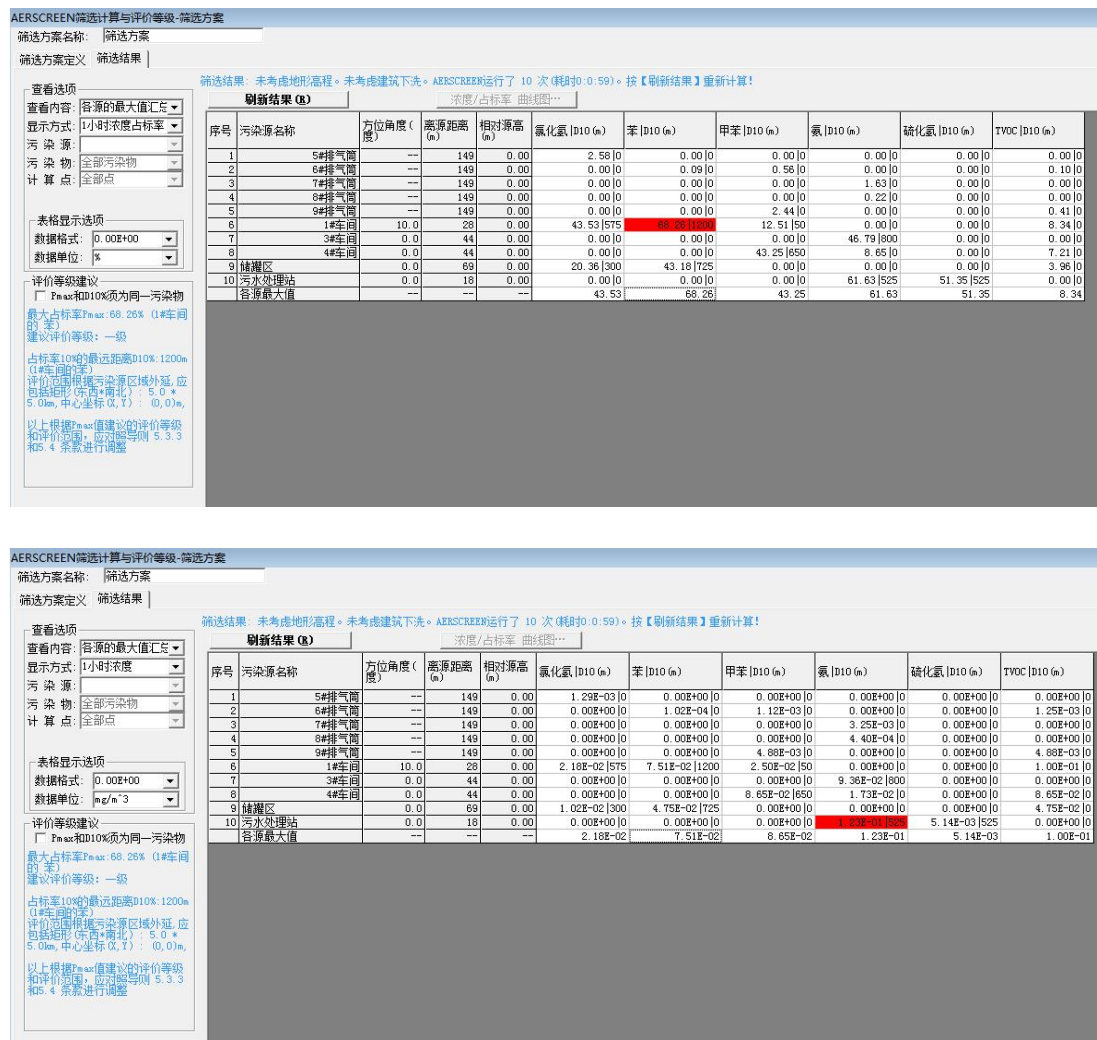 AERSCREEN筛选计算与评价等级-筛选方案
筛选方案名称: 筛选方案
筛选方案定义 筛选结果
筛选结果: 未考虑地形高程。未考虑建筑下洗。AERSCREEN运行了 10 次(耗时0:0:59)。按【刷新结果】重新计算!
查看选项
查看内容: 各源的最大值汇总
显示方式: 1小时浓度占标率
污 染 源:
污 染 物: 全部污染物
计 算 点: 全部点
表格显示选项
数据格式: 0.00E+00
数据单位: %
评价等级建议
Pmax和D10%须为同一污染物
最大占标率Pmax:68.26% (1#车间
的 苯)
建议评价等级: 一级
占标率10%的最远距离D10%:1200m
(1#车间的苯)
评价范围根据污染源区域外延,应
包括矩形(东西*南北): 5.0 *
5.0km,中心坐标(X,Y): (0,0)m,
以上根据Pmax值建议的评价等级
和评价范围,应对照导则 5.3.3
和5.4 条款进行调整
刷新结果(R) 浓度/占标率 曲线图…
序号 污染源名称 方位角度(度) 离源距离(m) 相对源高(m) 氯化氢|D10(m) 苯|D10(m) 甲苯|D10(m) 氨|D10(m) 硫化氢|D10(m) TVOC|D10(m)
1 5#排气筒 -- 149 0.00 2.58|0 0.00|0 0.00|0 0.00|0 0.00|0 0.00|0
2 6#排气筒 -- 149 0.00 0.00|0 0.09|0 0.56|0 0.00|0 0.00|0 0.10|0
3 7#排气筒 -- 149 0.00 0.00|0 0.00|0 0.00|0 1.63|0 0.00|0 0.00|0
4 8#排气筒 -- 149 0.00 0.00|0 0.00|0 0.00|0 0.22|0 0.00|0 0.00|0
5 9#排气筒 -- 149 0.00 0.00|0 0.00|0 2.44|0 0.00|0 0.00|0 0.41|0
6 1#车间 10.0 28 0.00 43.53|575 68.26|1200 12.51|50 0.00|0 0.00|0 8.34|0
7 3#车间 0.0 44 0.00 0.00|0 0.00|0 0.00|0 46.79|800 0.00|0 0.00|0
8 4#车间 0.0 44 0.00 0.00|0 0.00|0 43.25|650 8.65|0 0.00|0 7.21|0
9 储罐区 0.0 69 0.00 20.36|300 43.18|725 0.00|0 0.00|0 0.00|0 3.96|0
10 污水处理站 0.0 18 0.00 0.00|0 0.00|0 0.00|0 61.63|525 51.35|525 0.00|0
各源最大值 -- -- -- 43.53 68.26 43.25 61.63 51.35 8.34
AERSCREEN筛选计算与评价等级-筛选方案
筛选方案名称: 筛选方案
筛选方案定义 筛选结果
筛选结果: 未考虑地形高程。未考虑建筑下洗。AERSCREEN运行了 10 次(耗时0:0:59)。按【刷新结果】重新计算!
查看选项
查看内容: 各源的最大值汇总
显示方式: 1小时浓度
污 染 源:
污 染 物: 全部污染物
计 算 点: 全部点
表格显示选项
数据格式: 0.00E+00
数据单位: mg/m^3
评价等级建议
Pmax和D10%须为同一污染物
最大占标率Pmax:68.26% (1#车间
的 苯)
建议评价等级: 一级
占标率10%的最远距离D10%:1200m
(1#车间的苯)
评价范围根据污染源区域外延,应
包括矩形(东西*南北): 5.0 *
5.0km,中心坐标(X,Y): (0,0)m,
以上根据Pmax值建议的评价等级
和评价范围,应对照导则 5.3.3
和5.4 条款进行调整
刷新结果(R) 浓度/占标率 曲线图…
序号 污染源名称 方位角度(度) 离源距离(m) 相对源高(m) 氯化氢|D10(m) 苯|D10(m) 甲苯|D10(m) 氨|D10(m) 硫化氢|D10(m) TVOC|D10(m)
1 5#排气筒 -- 149 0.00 1.29E-03|0 0.00E+00|0 0.00E+00|0 0.00E+00|0 0.00E+00|0 0.00E+00|0
2 6#排气筒 -- 149 0.00 0.00E+00|0 1.02E-04|0 1.12E-03|0 0.00E+00|0 0.00E+00|0 1.25E-03|0
3 7#排气筒 -- 149 0.00 0.00E+00|0 0.00E+00|0 0.00E+00|0 3.25E-03|0 0.00E+00|0 0.00E+00|0
4 8#排气筒 -- 149 0.00 0.00E+00|0 0.00E+00|0 0.00E+00|0 4.40E-04|0 0.00E+00|0 0.00E+00|0
5 9#排气筒 -- 149 0.00 0.00E+00|0 0.00E+00|0 4.88E-03|0 0.00E+00|0 0.00E+00|0 4.88E-03|0
6 1#车间 10.0 28 0.00 2.18E-02|575 7.51E-02|1200 2.50E-02|50 0.00E+00|0 0.00E+00|0 1.00E-01|0
7 3#车间 0.0 44 0.00 0.00E+00|0 0.00E+00|0 0.00E+00|0 9.36E-02|800 0.00E+00|0 0.00E+00|0
8 4#车间 0.0 44 0.00 0.00E+00|0 0.00E+00|0 8.65E-02|650 1.73E-02|0 0.00E+00|0 8.65E-02|0
9 储罐区 0.0 69 0.00 1.02E-02|300 4.75E-02|725 0.00E+00|0 0.00E+00|0 0.00E+00|0 4.75E-02|0
10 污水处理站 0.0 18 0.00 0.00E+00|0 0.00E+00|0 0.00E+00|0 1.23E-01|525 5.14E-03|525 0.00E+00|0
各源最大值 -- -- -- 2.18E-02 7.51E-02 8.65E-02 1.23E-01 5.14E-03 1.00E-01